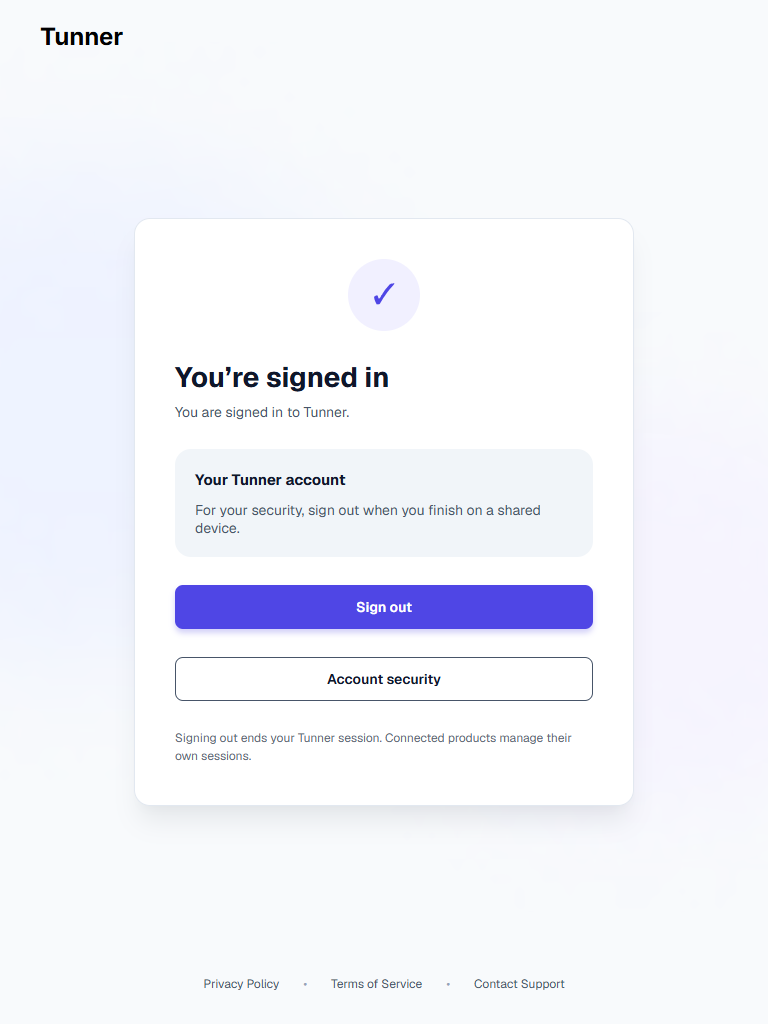 Tunner
✓
You’re signed in
You are signed in to Tunner.
Your Tunner account
For your security, sign out when you finish on a shared
device.
Sign out
Account security
Signing out ends your Tunner session. Connected products manage their
own sessions.
Privacy Policy • Terms of Service • Contact Support